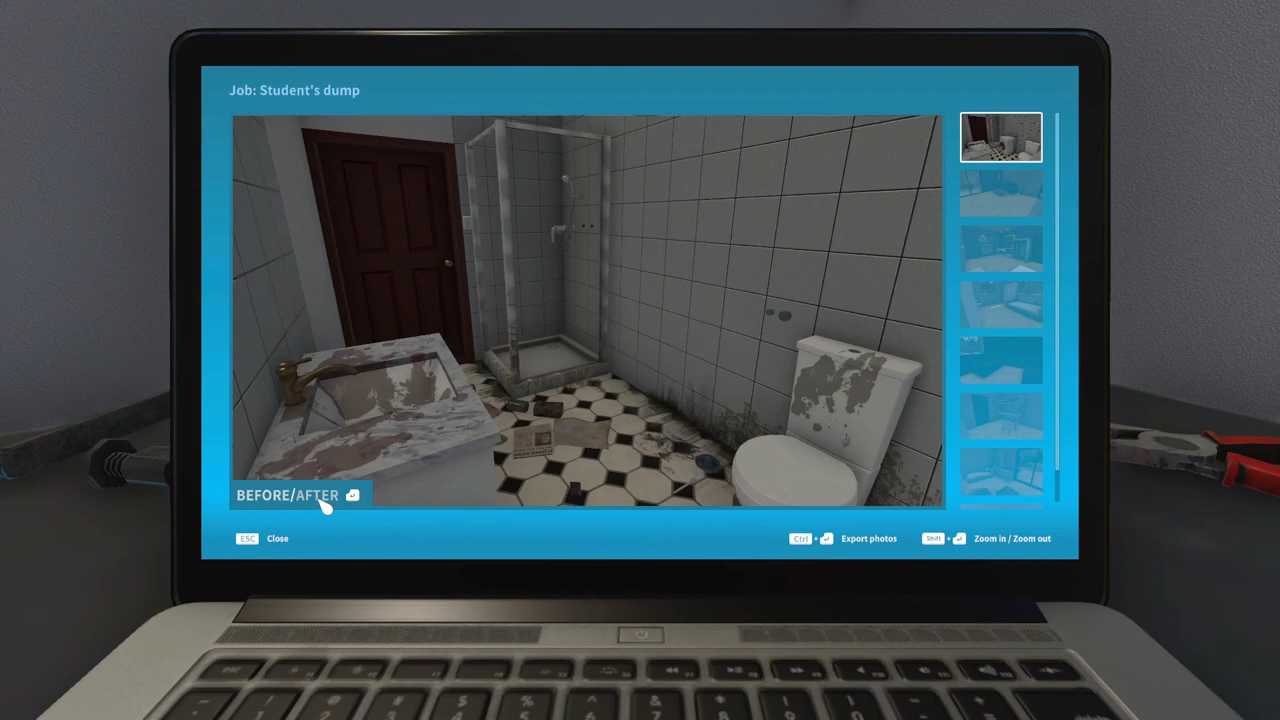 Job: Student's dump
BEFORE/AFTER
ESC Close
Ctrl + Export photos
Shift + Zoom in / Zoom out